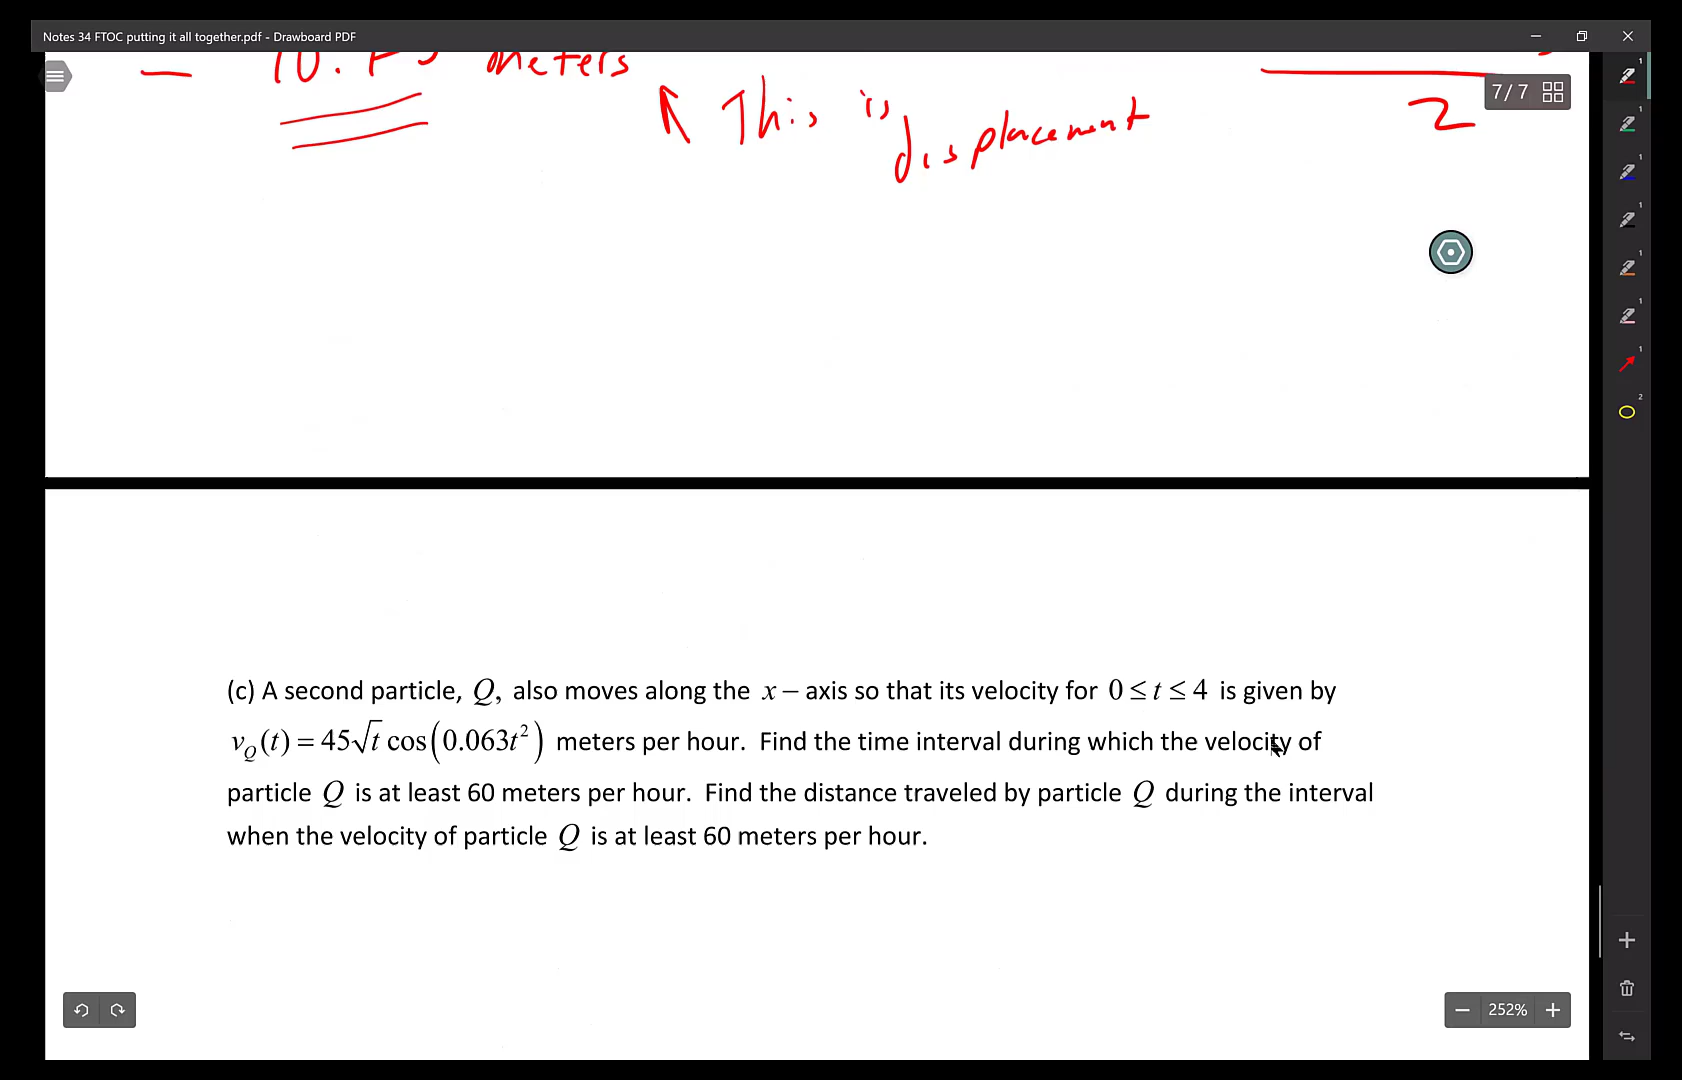 Notes 34 FTOC putting it all together.pdf - Drawboard PDF
meters
7/7
↑ This is displacement
2
(c) A second particle, Q, also moves along the x – axis so that its velocity for 0 ≤ t ≤ 4 is given by
v_Q(t) = 45√t cos(0.063t²) meters per hour. Find the time interval during which the velocity of
particle Q is at least 60 meters per hour. Find the distance traveled by particle Q during the interval
when the velocity of particle Q is at least 60 meters per hour.
252%